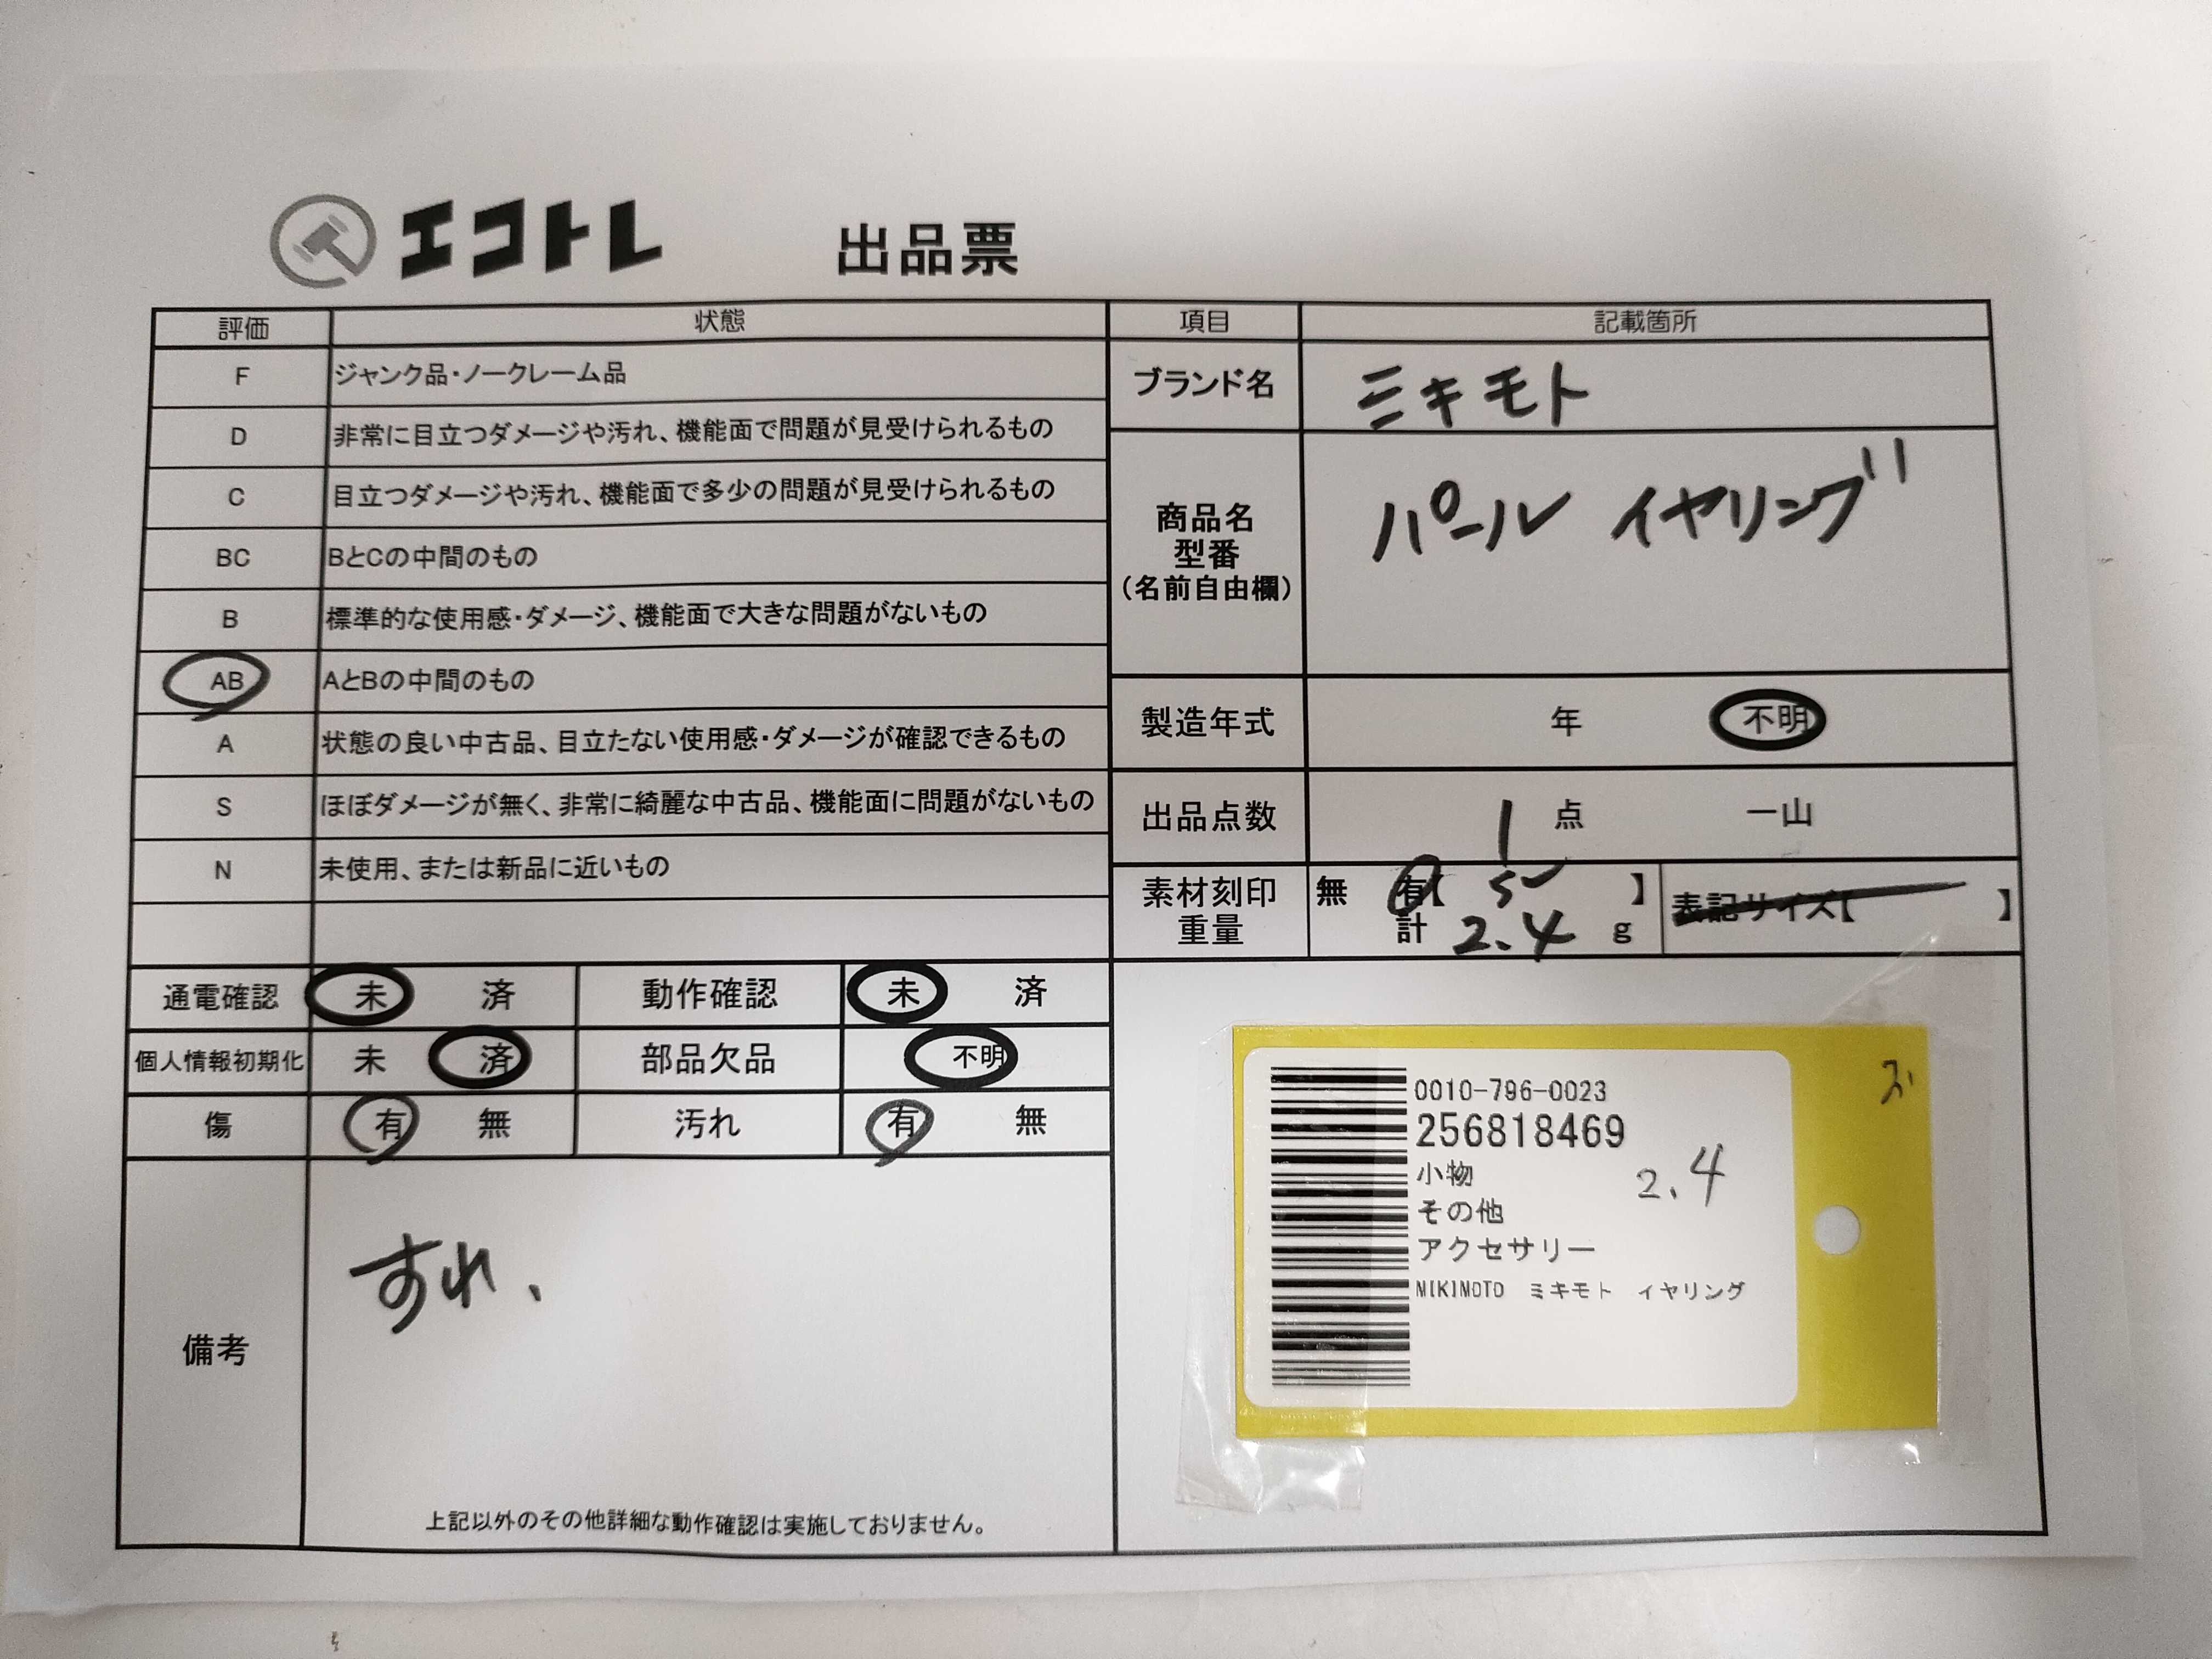 エコトレ 出品票
評価 状態
F ジャンク品・ノークレーム品
D 非常に目立つダメージや汚れ、機能面で問題が見受けられるもの
C 目立つダメージや汚れ、機能面で多少の問題が見受けられるもの
BC BとCの中間のもの
B 標準的な使用感・ダメージ、機能面で大きな問題がないもの
AB AとBの中間のもの
A 状態の良い中古品、目立たない使用感・ダメージが確認できるもの
S ほぼダメージが無く、非常に綺麗な中古品、機能面に問題がないもの
N 未使用、または新品に近いもの
通電確認 未 済 動作確認 未 済
個人情報初期化 未 済 部品欠品 不明
傷 有 無 汚れ 有 無
備考
すれ、
上記以外のその他詳細な動作確認は実施しておりません。
項目 記載箇所
ブランド名 ミキモト
商品名
型番
（名前自由欄）
パール イヤリング
製造年式 年 不明
出品点数 1 点 一山
素材刻印
重量
無 有【 】
計 2.4 g
表記サイズ【 】
0010-796-0023
256818469
小物
その他
アクセサリー
MIKIMOTO ミキモト イヤリング
2.4